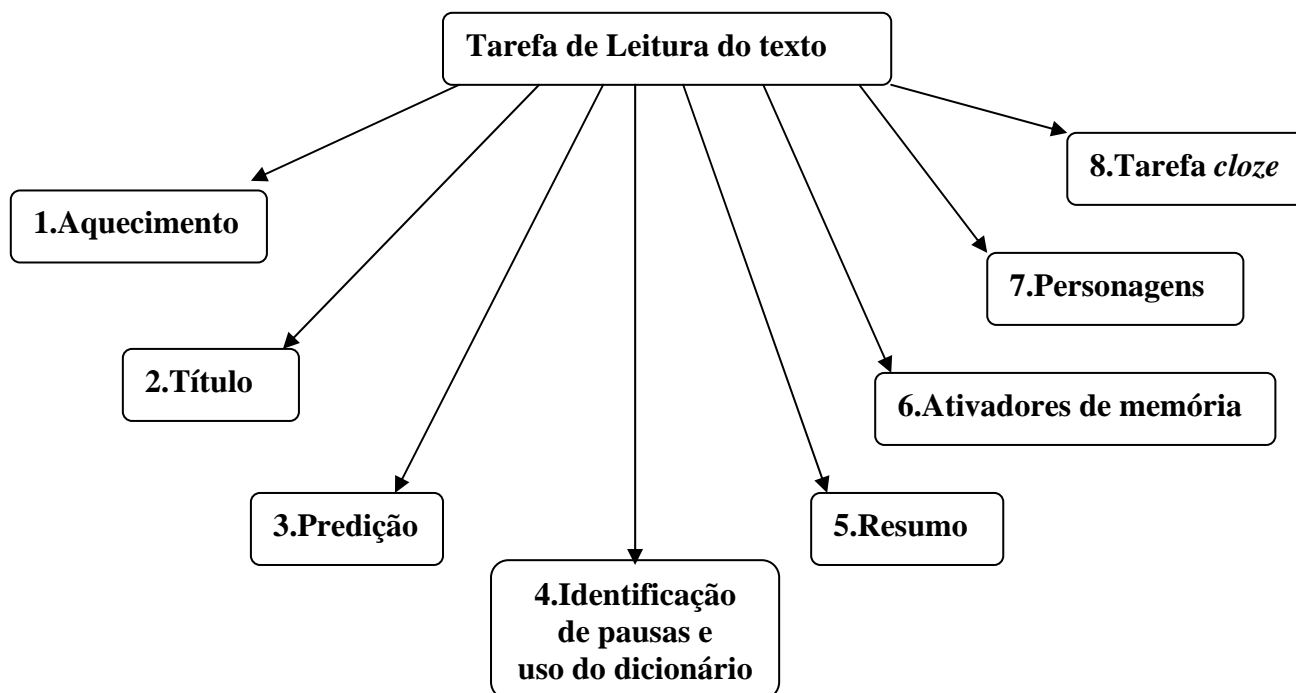 Tarefa de Leitura do texto
1.Aquecimento
2.Título
3.Predição
4.Identificação
de pausas e
uso do dicionário
5.Resumo
6.Ativadores de memória
7.Personagens
8.Tarefa cloze